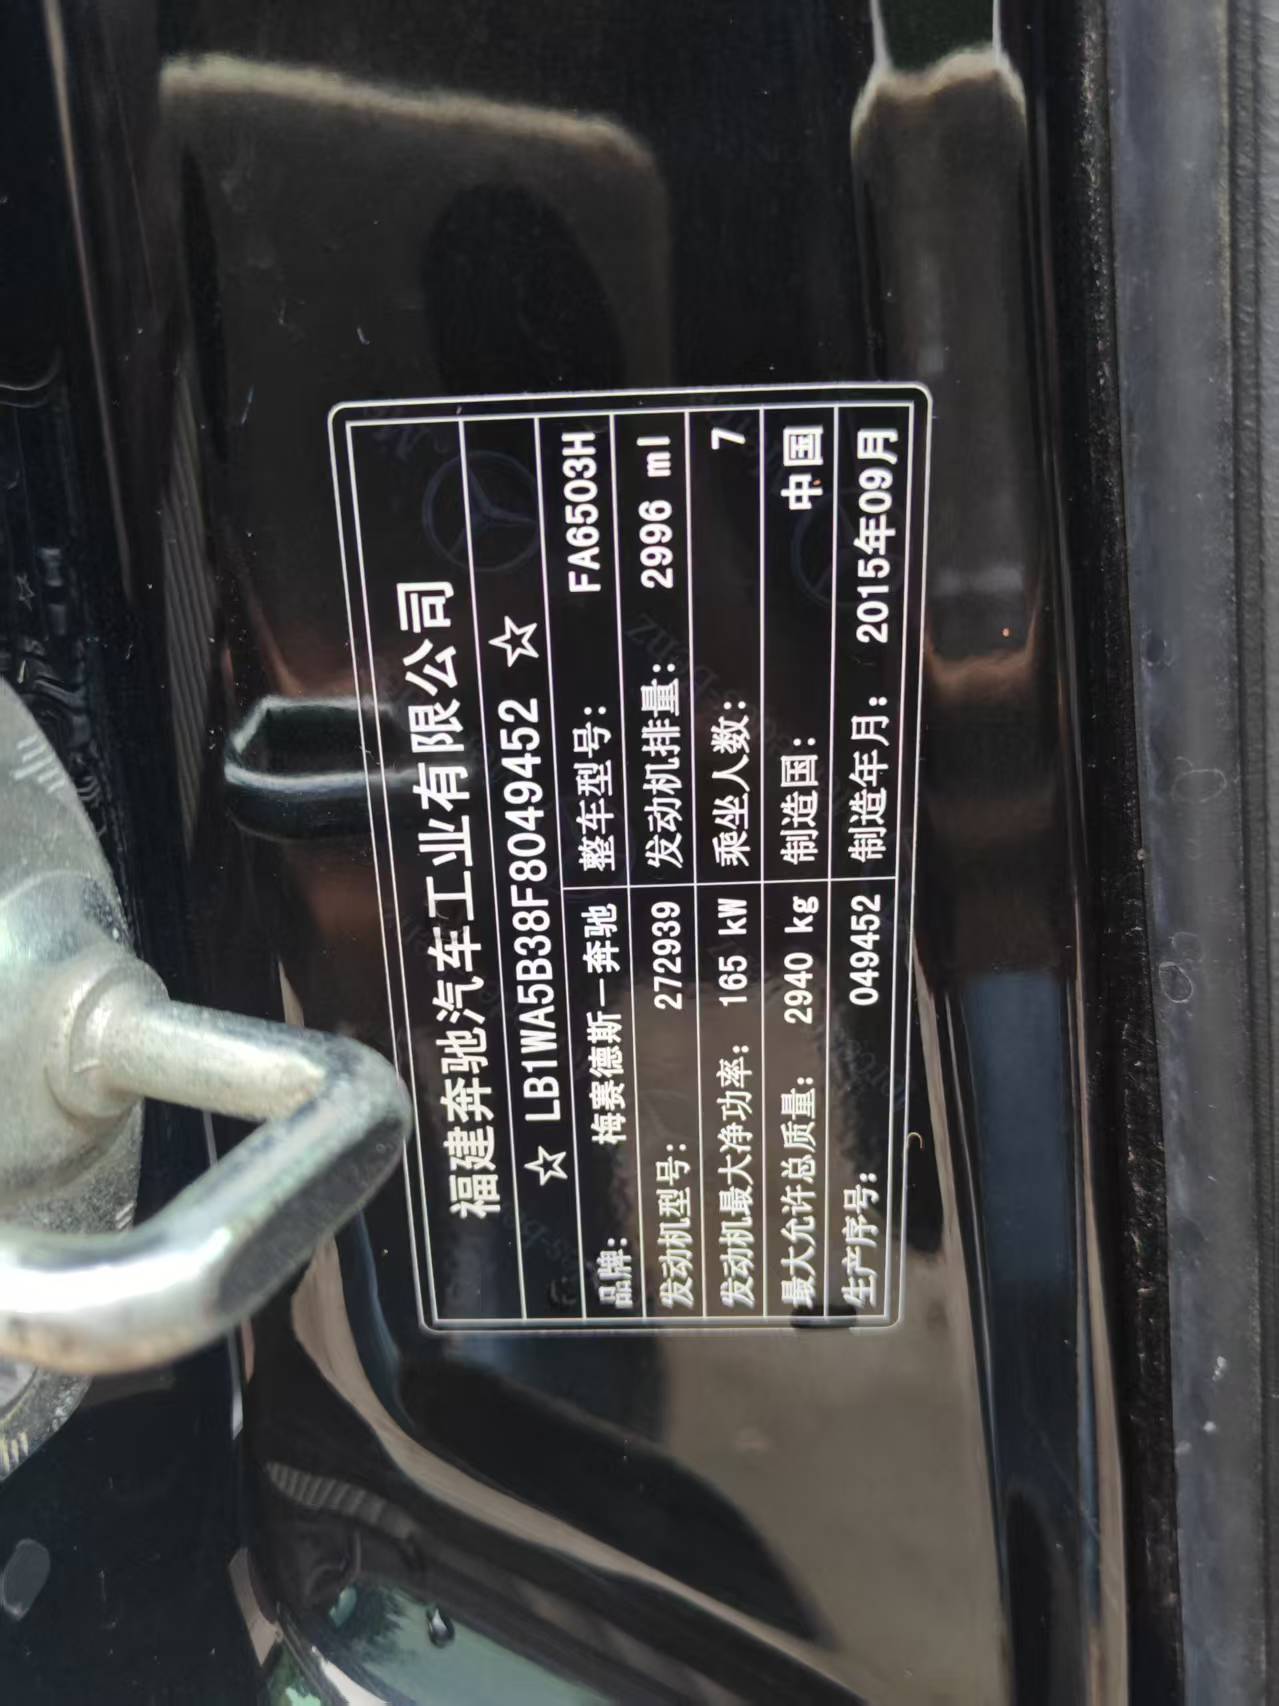 福建奔驰汽车工业有限公司
☆ LB1WA5B38F8049452 ☆
品牌： 梅赛德斯－奔驰 整车型号： FA6503H
发动机型号： 272939 发动机排量： 2996 ml
发动机最大净功率： 165 kW 乘坐人数： 7
最大允许总质量： 2940 kg 制造国： 中国
生产序号： 049452 制造年月： 2015年09月